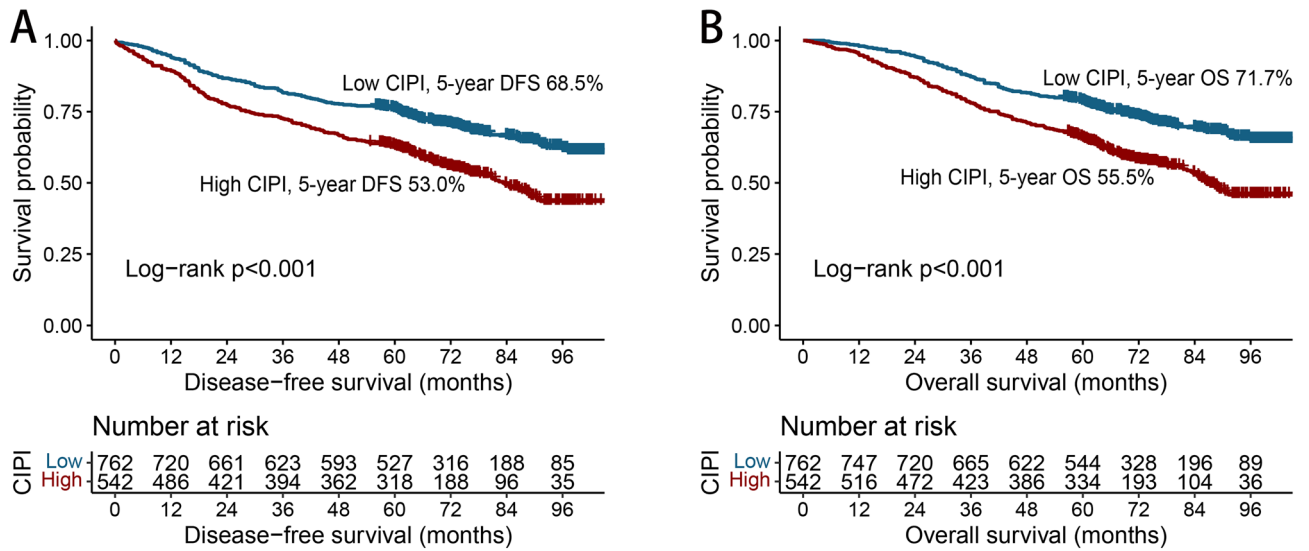 A
Survival probability
1.00
0.75
0.50
0.25
0.00
Low CIPI, 5-year DFS 68.5%
High CIPI, 5-year DFS 53.0%
Log-rank p<0.001
0 12 24 36 48 60 72 84 96
Disease-free survival (months)
Number at risk
CIPI
Low 762 720 661 623 593 527 316 188 85
High 542 486 421 394 362 318 188 96 35
0 12 24 36 48 60 72 84 96
Disease-free survival (months)
B
Survival probability
1.00
0.75
0.50
0.25
0.00
Low CIPI, 5-year OS 71.7%
High CIPI, 5-year OS 55.5%
Log-rank p<0.001
0 12 24 36 48 60 72 84 96
Overall survival (months)
Number at risk
CIPI
Low 762 747 720 665 622 544 328 196 89
High 542 516 472 423 386 334 193 104 36
0 12 24 36 48 60 72 84 96
Overall survival (months)